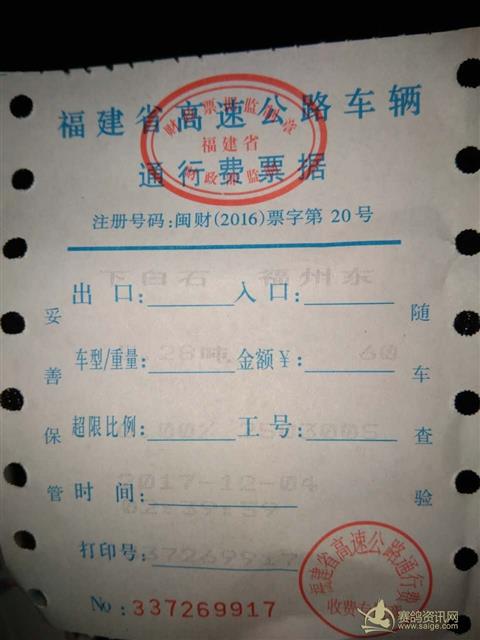 福建省高速公路车辆
通行费票据
福建省
注册号码:闽财(2016)票字第 20号
下白石 福州东
出口: 入口:
28吨 60
车型/重量: 金额¥:
超限比例: 工号:
2017-12-04
时间:
打印号:
No: 337269917
妥善保管
随车查验
福建省高速公路通行费
收费专用
赛鸽资讯网
www.saige.com